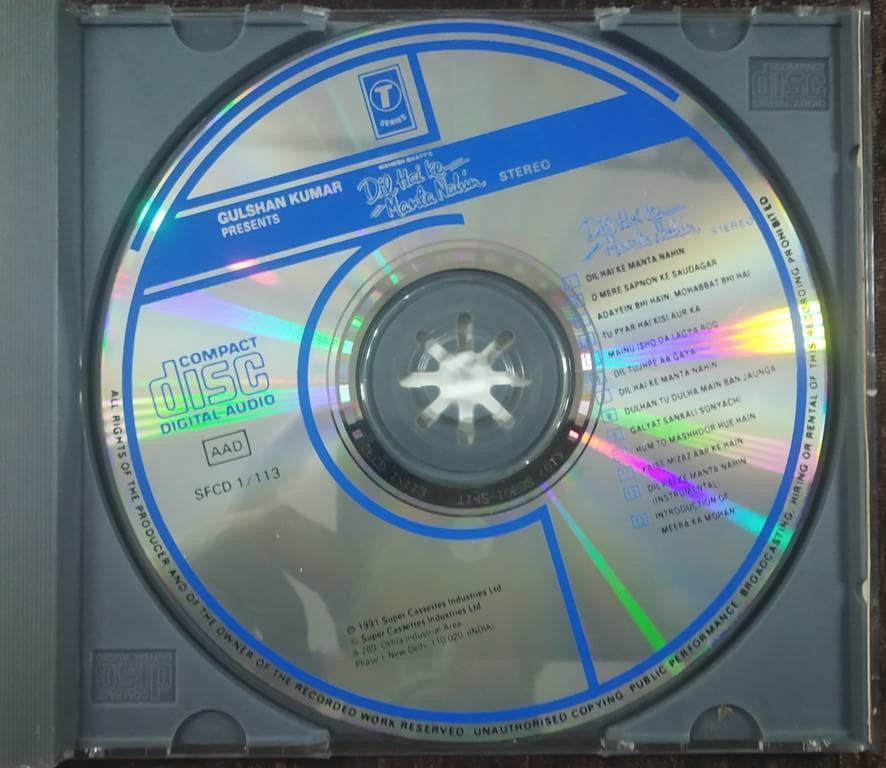 T
SERIES
GULSHAN KUMAR
PRESENTS
MAHESH BHATT'S
Dil Hai ke
Manta Nahin
STEREO
Dil Hai ke
Manta Nahin
STEREO
DIL HAI KE MANTA NAHIN
O MERE SAPNON KE SAUDAGAR
ADAYEIN BHI HAIN, MOHABBAT BHI HAI
TU PYAR HAI KISI AUR KA
MAINU ISHQ DA LAGYA ROG
DIL TUJHPE AA GAYA
DIL HAI KE MANTA NAHIN
DULHAN TU DULHA MAIN BAN JAUNGA
GALYAT SANKALI SONYACHI
HUM TO MASHHOOR HUE HAIN
KAISE MIZAZ AAP KE HAIN
DIL HAI KE MANTA NAHIN
(INSTRUMENTAL)
INTRODUCTION OF
MEERA KA MOHAN
COMPACT
disc
DIGITAL AUDIO
AAD
SFCD 1/113
℗ 1991 Super Cassettes Industries Ltd
© Super Cassettes Industries Ltd
A 289, Okhla Industrial Area
Phase I, New Delhi 110 020 (INDIA)
ALL RIGHTS OF THE PRODUCER AND OF THE OWNER OF THE RECORDED WORK RESERVED UNAUTHORISED COPYING PUBLIC PERFORMANCE BROADCASTING, HIRING OR RENTAL OF THIS RECORDING PROHIBITED
COMPACT
disc
DIGITAL AUDIO